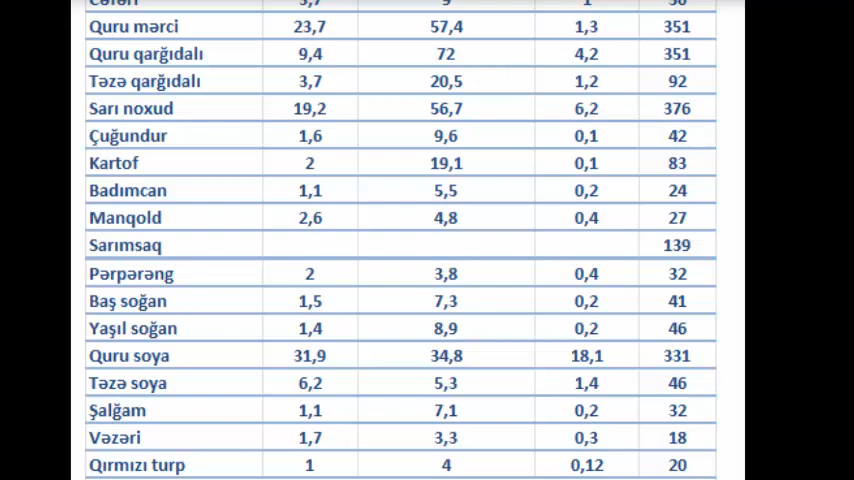 Quru mərci 23,7 57,4 1,3 351
Quru qarğıdalı 9,4 72 4,2 351
Təzə qarğıdalı 3,7 20,5 1,2 92
Sarı noxud 19,2 56,7 6,2 376
Çuğundur 1,6 9,6 0,1 42
Kartof 2 19,1 0,1 83
Badımcan 1,1 5,5 0,2 24
Manqold 2,6 4,8 0,4 27
Sarımsaq 139
Pərpərəng 2 3,8 0,4 32
Baş soğan 1,5 7,3 0,2 41
Yaşıl soğan 1,4 8,9 0,2 46
Quru soya 31,9 34,8 18,1 331
Təzə soya 6,2 5,3 1,4 46
Şalğam 1,1 7,1 0,2 32
Vəzəri 1,7 3,3 0,3 18
Qırmızı turp 1 4 0,12 20